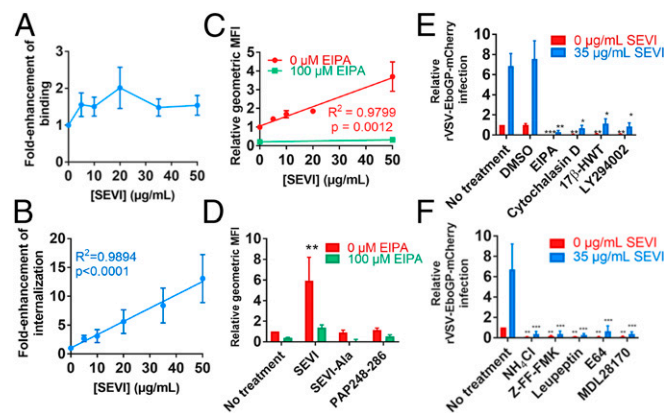 A
Fold-enhancement of
binding
3
2
1
0
0 10 20 30 40 50
[SEVI] (µg/mL)
B
Fold-enhancement of
internalization
25
20
15
10
5
0
R²=0.9894
p<0.0001
0 10 20 30 40 50
[SEVI] (µg/mL)
C
Relative geometric MFI
6
5
4
3
2
1
0
0 µM EIPA
100 µM EIPA
R² = 0.9799
p = 0.0012
0 10 20 30 40 50
[SEVI] (µg/mL)
D
Relative geometric MFI
10
8
6
4
2
0
0 µM EIPA
100 µM EIPA
**
No treatment
SEVI
SEVI-Ala
PAP248-286
E
Relative
rVSV-EboGP-mCherry
infection
10
8
6
4
2
0
0 µg/mL SEVI
35 µg/mL SEVI
*** ** ** * ** * ** *
No treatment
DMSO
EIPA
Cytochalasin D
17β-HWT
LY294002
F
Relative
rVSV-EboGP-mCherry
infection
10
8
6
4
2
0
0 µg/mL SEVI
35 µg/mL SEVI
** *** ** *** ** *** ** *** ** ***
No treatment
NH₄Cl
Z-FF-FMK
Leupeptin
E64
MDL28170